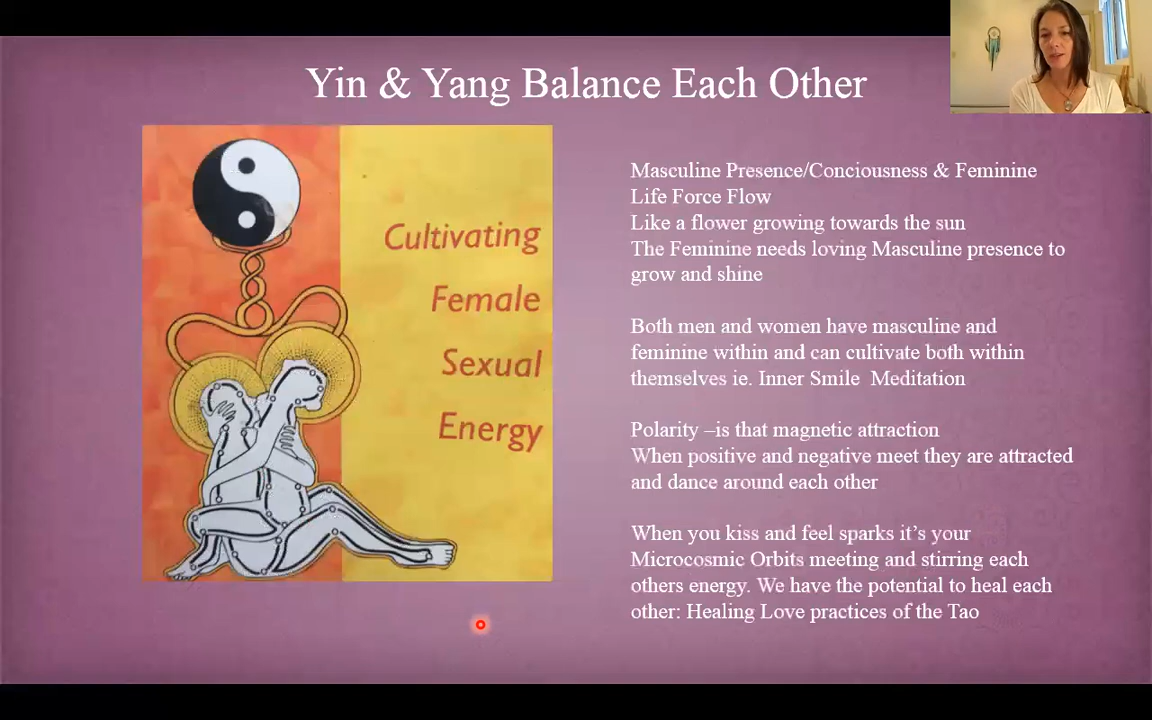 Yin & Yang Balance Each Other
Cultivating
Female
Sexual
Energy
Masculine Presence/Conciousness & Feminine
Life Force Flow
Like a flower growing towards the sun
The Feminine needs loving Masculine presence to
grow and shine
Both men and women have masculine and
feminine within and can cultivate both within
themselves ie. Inner Smile Meditation
Polarity –is that magnetic attraction
When positive and negative meet they are attracted
and dance around each other
When you kiss and feel sparks it’s your
Microcosmic Orbits meeting and stirring each
others energy. We have the potential to heal each
other: Healing Love practices of the Tao